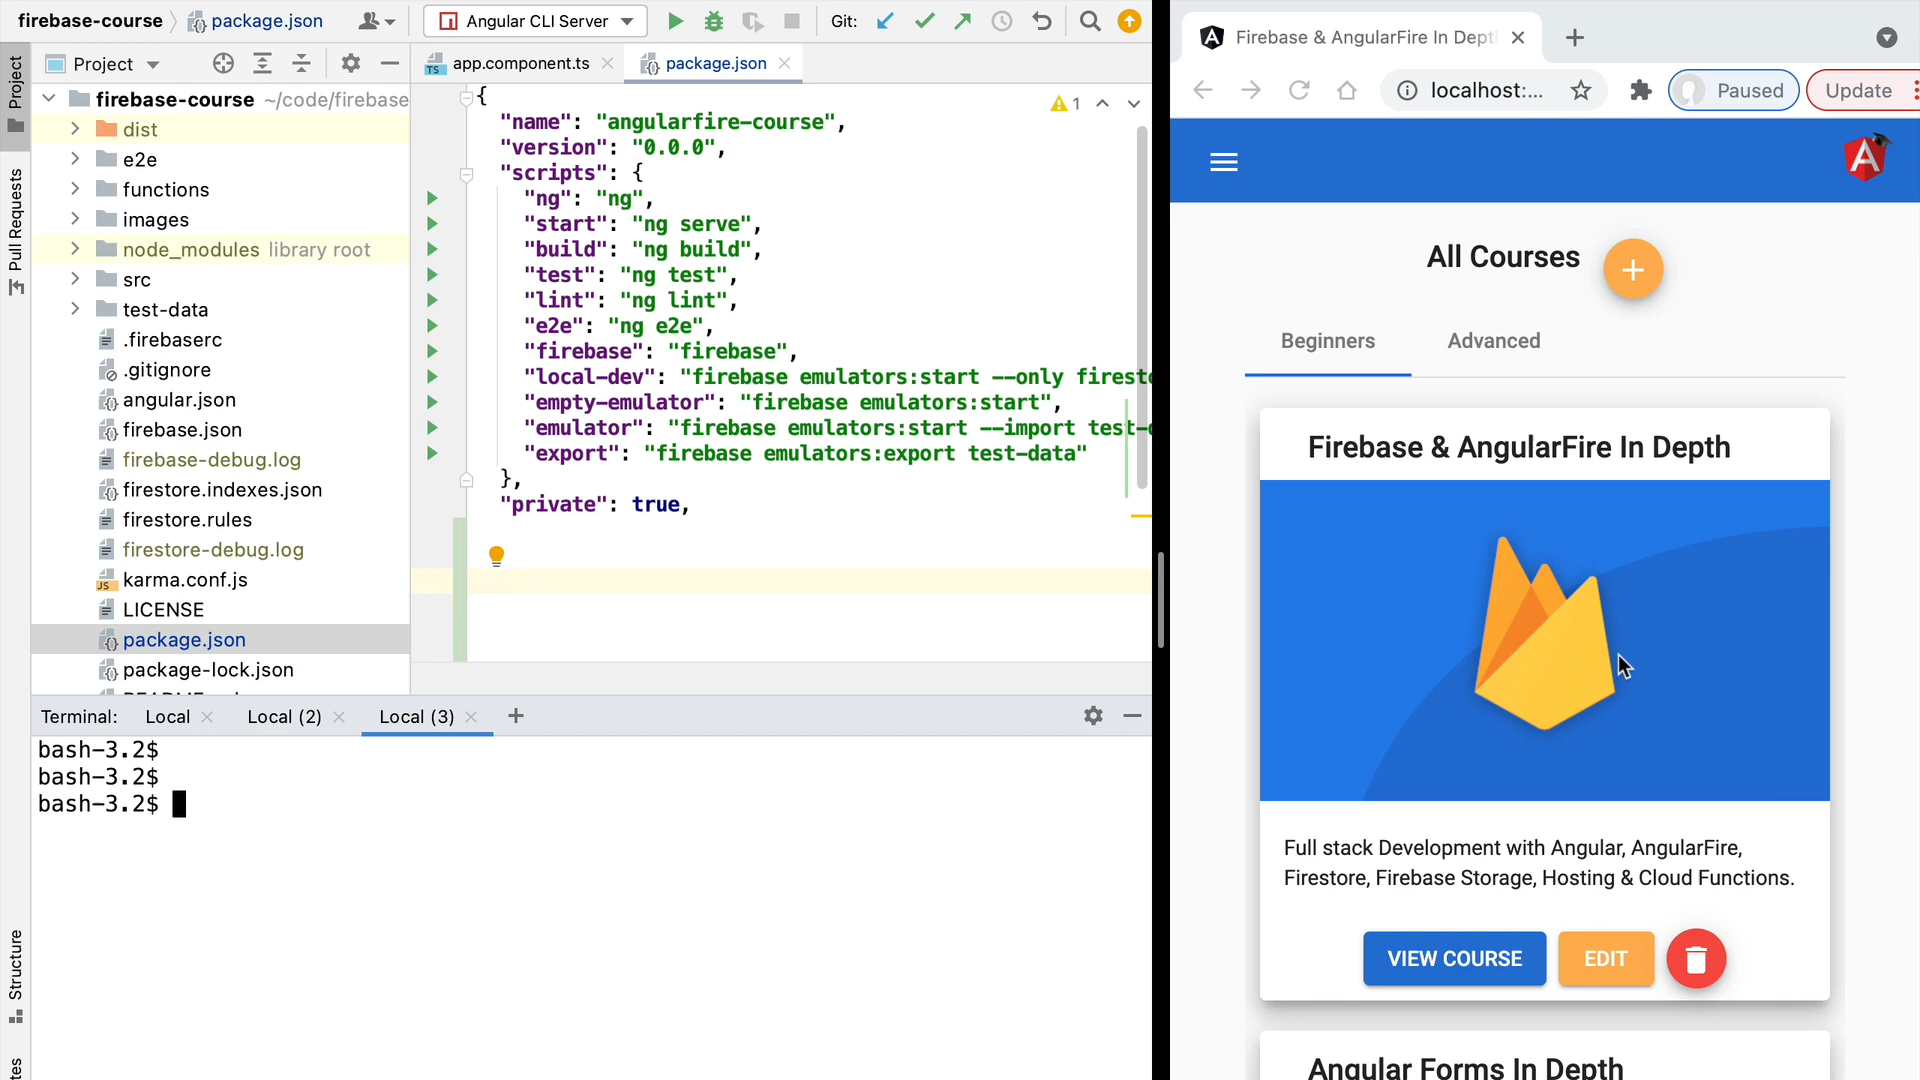 firebase-course
package.json
Angular CLI Server
Git:
Project
Pull Requests
Structure
Project
firebase-course ~/code/firebase
dist
e2e
functions
images
node_modules library root
src
test-data
.firebaserc
.gitignore
angular.json
firebase.json
firebase-debug.log
firestore.indexes.json
firestore.rules
firestore-debug.log
karma.conf.js
LICENSE
package.json
package-lock.json
app.component.ts
package.json
1
{
"name": "angularfire-course",
"version": "0.0.0",
"scripts": {
"ng": "ng",
"start": "ng serve",
"build": "ng build",
"test": "ng test",
"lint": "ng lint",
"e2e": "ng e2e",
"firebase": "firebase",
"local-dev": "firebase emulators:start --only firest
"empty-emulator": "firebase emulators:start",
"emulator": "firebase emulators:start --import test-
"export": "firebase emulators:export test-data"
},
"private": true,
Terminal:
Local
Local (2)
Local (3)
bash-3.2$
bash-3.2$
bash-3.2$
Firebase & AngularFire In Dept
localhost:...
Paused
Update
All Courses
Beginners
Advanced
Firebase & AngularFire In Depth
Full stack Development with Angular, AngularFire,
Firestore, Firebase Storage, Hosting & Cloud Functions.
VIEW COURSE
EDIT
Angular Forms In Depth